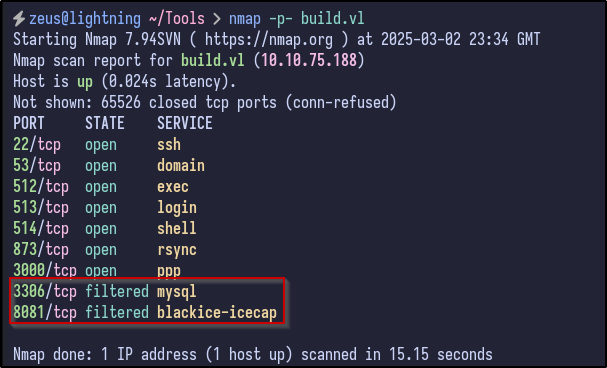 ⚡zeus@lightning ~/Tools > nmap -p- build.vl
Starting Nmap 7.94SVN ( https://nmap.org ) at 2025-03-02 23:34 GMT
Nmap scan report for build.vl (10.10.75.188)
Host is up (0.024s latency).
Not shown: 65526 closed tcp ports (conn-refused)
PORT     STATE    SERVICE
22/tcp   open     ssh
53/tcp   open     domain
512/tcp  open     exec
513/tcp  open     login
514/tcp  open     shell
873/tcp  open     rsync
3000/tcp open     ppp
3306/tcp filtered mysql
8081/tcp filtered blackice-icecap
Nmap done: 1 IP address (1 host up) scanned in 15.15 seconds